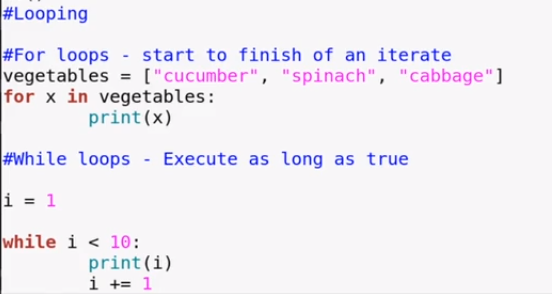 #Looping
#For loops - start to finish of an iterate
vegetables = ["cucumber", "spinach", "cabbage"]
for x in vegetables:
        print(x)
#While loops - Execute as long as true
i = 1
while i < 10:
        print(i)
        i += 1